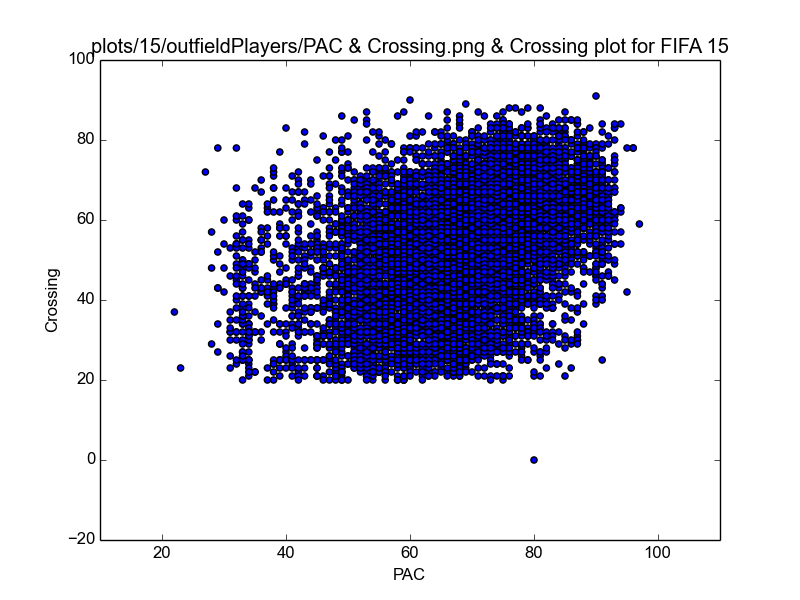 plots/15/outfieldPlayers/PAC & Crossing.png & Crossing plot for FIFA 15
100
80
60
40
20
0
−20
Crossing
20 40 60 80 100
PAC